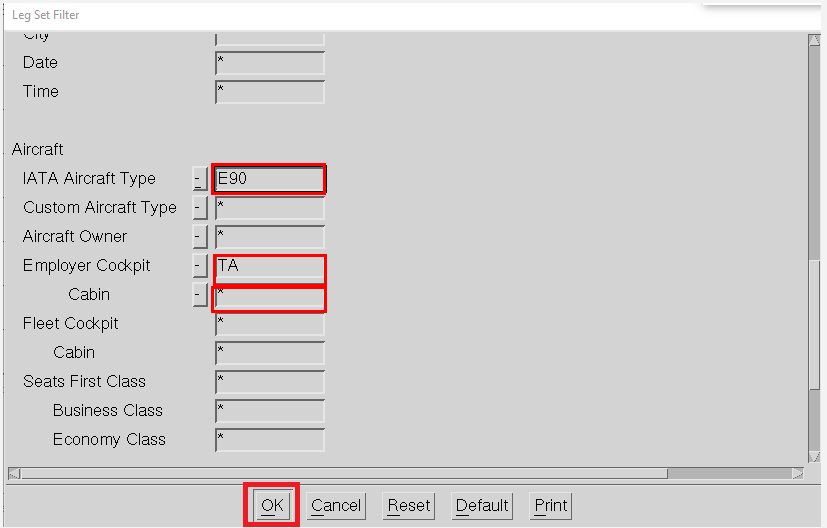 Leg Set Filter
City
Date *
Time *
Aircraft
IATA Aircraft Type - E90
Custom Aircraft Type - *
Aircraft Owner - *
Employer Cockpit - TA
Cabin - *
Fleet Cockpit *
Cabin *
Seats First Class *
Business Class *
Economy Class *
OK Cancel Reset Default Print